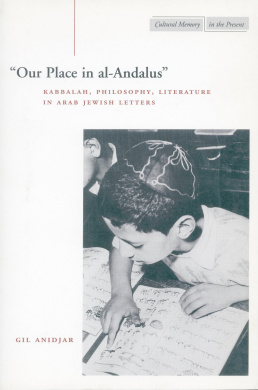 Cultural Memory in the Present
"Our Place in al-Andalus"
KABBALAH, PHILOSOPHY, LITERATURE
IN ARAB JEWISH LETTERS
GIL ANIDJAR